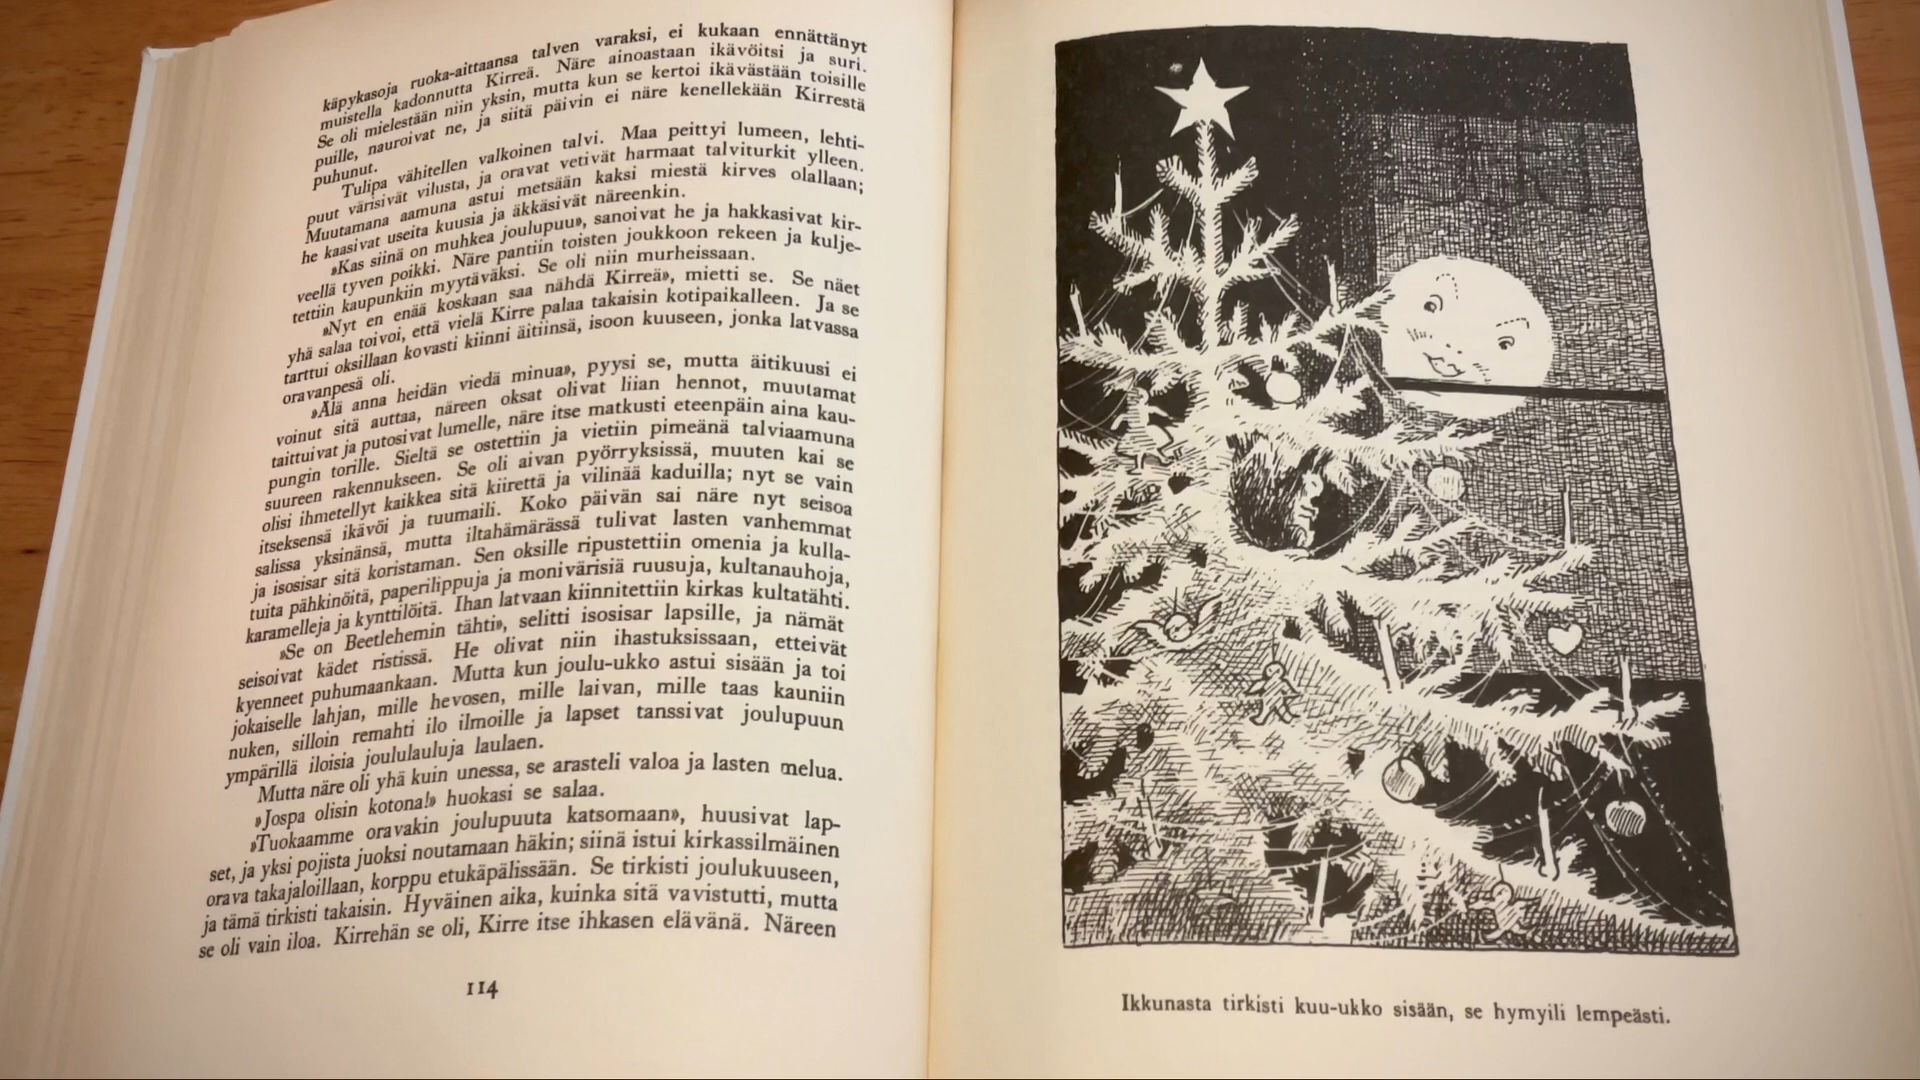 käpykasoja ruoka-aittaansa talven varaksi, ei kukaan ennättänyt
muistella kadonnutta Kirreä. Näre ainoastaan ikävöitsi ja suri.
Se oli mielestään niin yksin, mutta kun se kertoi ikävästään toisille
puille, nauroivat ne, ja siitä päivin ei näre kenellekään Kirrestä
puhunut.
Tulipa vähitellen valkoinen talvi. Maa peittyi lumeen, lehti-
puut värisivät vilusta, ja oravat vetivät harmaat talviturkit ylleen.
Muutamana aamuna astui metsään kaksi miestä kirves olallaan;
he kaasivat useita kuusia ja äkkäsivät näreenkin.
»Kas siinä on muhkea joulupuu», sanoivat he ja hakkasivat kir-
veellä tyven poikki. Näre pantiin toisten joukkoon rekeen ja kulje-
tettiin kaupunkiin myytäväksi. Se oli niin murheissaan.
»Nyt en enää koskaan saa nähdä Kirreä», mietti se. Se näet
yhä salaa toivoi, että vielä Kirre palaa takaisin kotipaikalleen. Ja se
tarttui oksillaan kovasti kiinni äitiinsä, isoon kuuseen, jonka latvassa
oravanpesä oli.
»Älä anna heidän viedä minua», pyysi se, mutta äitikuusi ei
voinut sitä auttaa, näreen oksat olivat liian hennot, muutamat
taittuivat ja putosivat lumelle, näre itse matkusti eteenpäin aina kau-
pungin torille. Sieltä se ostettiin ja vietiin pimeänä talviaamuna
suureen rakennukseen. Se oli aivan pyörryksissä, muuten kai se
olisi ihmetellyt kaikkea sitä kiirettä ja vilinää kaduilla; nyt se vain
itseksensä ikävöi ja tuumaili. Koko päivän sai näre nyt seisoa
salissa yksinänsä, mutta iltahämärässä tulivat lasten vanhemmat
ja isosisar sitä koristaman. Sen oksille ripustettiin omenia ja kulla-
tuita pähkinöitä, paperilippuja ja monivärisiä ruusuja, kultanauhoja,
karamelleja ja kynttilöitä. Ihan latvaan kiinnitettiin kirkas kultatähti.
»Se on Beetlehemin tähti», selitti isosisar lapsille, ja nämät
seisoivat kädet ristissä. He olivat niin ihastuksissaan, etteivät
kyenneet puhumaankaan. Mutta kun joulu-ukko astui sisään ja toi
jokaiselle lahjan, mille hevosen, mille laivan, mille taas kauniin
nuken, silloin remahti ilo ilmoille ja lapset tanssivat joulupuun
ympärillä iloisia joululauluja laulaen.
Mutta näre oli yhä kuin unessa, se arasteli valoa ja lasten melua.
»Jospa olisin kotona!» huokasi se salaa.
»Tuokaamme oravakin joulupuuta katsomaan», huusivat lap-
set, ja yksi pojista juoksi noutamaan häkin; siinä istui kirkassilmäinen
orava takajaloillaan, korppu etukäpälissään. Se tirkisti joulukuuseen,
ja tämä tirkisti takaisin. Hyväinen aika, kuinka sitä vavistutti, mutta
se oli vain iloa. Kirrehän se oli, Kirre itse ihkasen elävänä. Näreen
114
Ikkunasta tirkisti kuu-ukko sisään, se hymyili lempeästi.